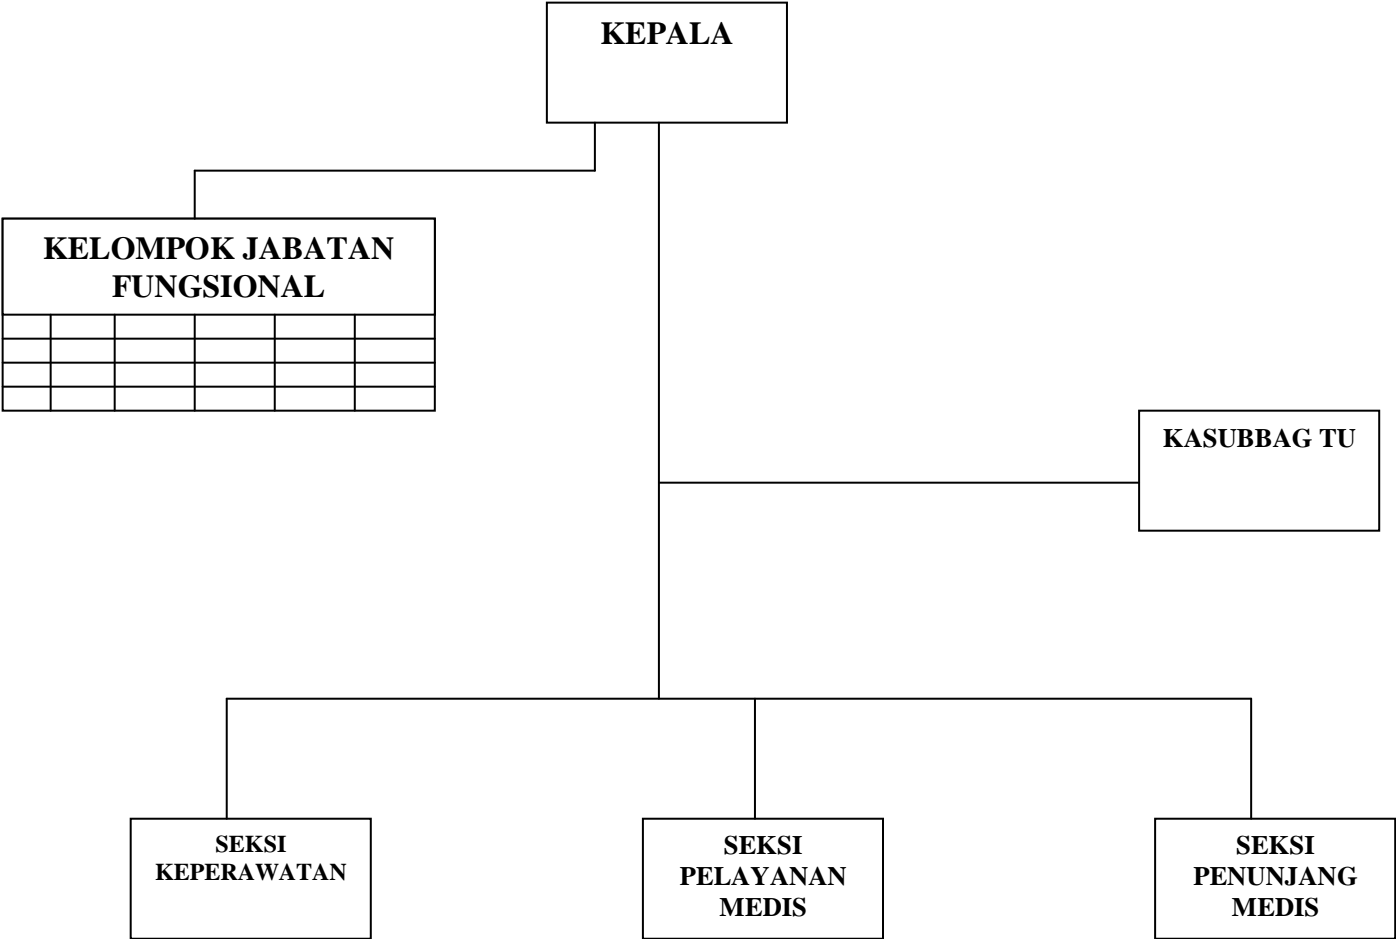 KEPALA
KELOMPOK JABATAN
FUNGSIONAL
KASUBBAG TU
SEKSI
KEPERAWATAN
SEKSI
PELAYANAN
MEDIS
SEKSI
PENUNJANG
MEDIS